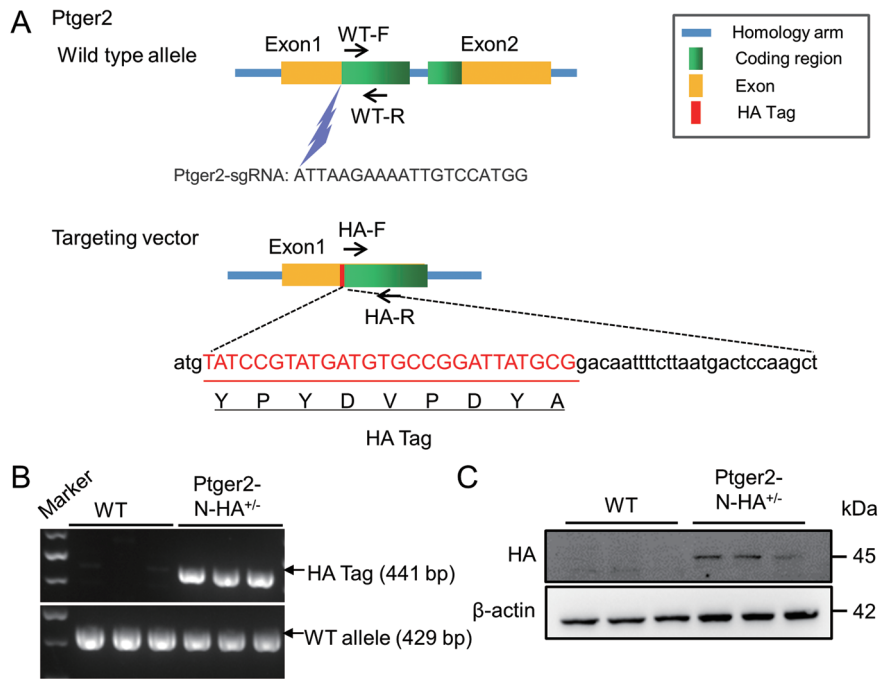 A
Ptger2
Wild type allele
Exon1
WT-F
Exon2
WT-R
Ptger2-sgRNA: ATTAAGAAAATTGTCCATGG
Homology arm
Coding region
Exon
HA Tag
Targeting vector
Exon1
HA-F
HA-R
atgTATCCGTATGATGTGCCGGATTATGCGgacaattttcttaatgactccaagct
Y P Y D V P D Y A
HA Tag
B
Marker
WT
Ptger2-
N-HA+/-
HA Tag (441 bp)
WT allele (429 bp)
C
WT
Ptger2-
N-HA+/-
kDa
HA
45
β-actin
42